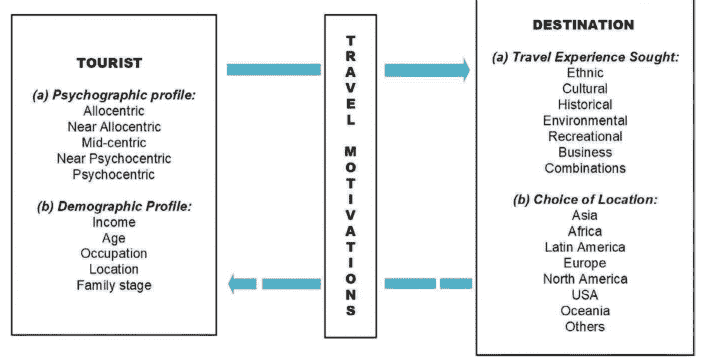 TOURIST
(a) Psychographic profile:
Allocentric
Near Allocentric
Mid-centric
Near Psychocentric
Psychocentric
(b) Demographic Profile:
Income
Age
Occupation
Location
Family stage
TRAVEL MOTIVATIONS
DESTINATION
(a) Travel Experience Sought:
Ethnic
Cultural
Historical
Environmental
Recreational
Business
Combinations
(b) Choice of Location:
Asia
Africa
Latin America
Europe
North America
USA
Oceania
Others